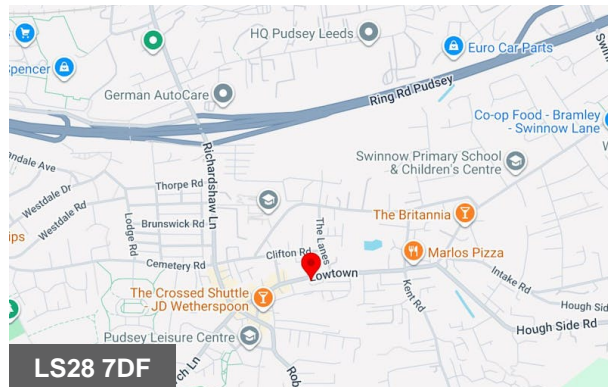 HQ Pudsey Leeds
Euro Car Parts
Spencer
German AutoCare
Ring Rd Pudsey
Co-op Food - Bramley
- Swinnow Lane
Richardshaw Ln
Swinnow Primary School
& Children's Centre
Westdale Dr
Westdale Rd
Thorpe Rd
Lodge Rd
Brunswick Rd
The Lanes
The Britannia
Clifton Rd
Cemetery Rd
Marlos Pizza
Lowtown
Intake Rd
Kent Rd
The Crossed Shuttle
- JD Wetherspoon
Hough Side Rd
Hough Side
Pudsey Leisure Centre
LS28 7DF